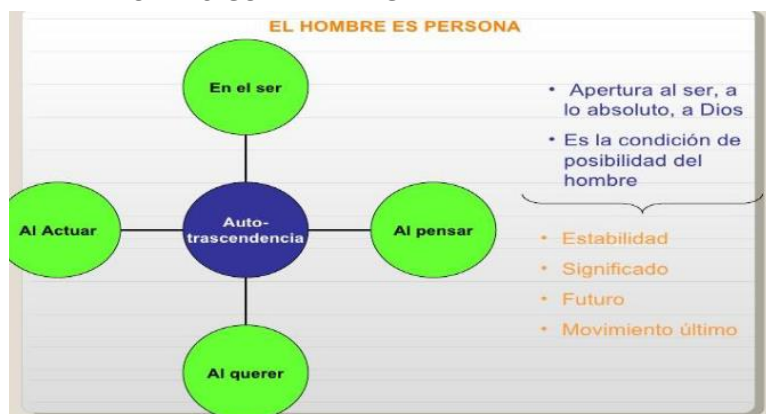 EL HOMBRE ES PERSONA
En el ser
Al Actuar
Auto-
trascendencia
Al pensar
Al querer
• Apertura al ser, a
lo absoluto, a Dios
• Es la condición de
posibilidad del
hombre
• Estabilidad
• Significado
• Futuro
• Movimiento último